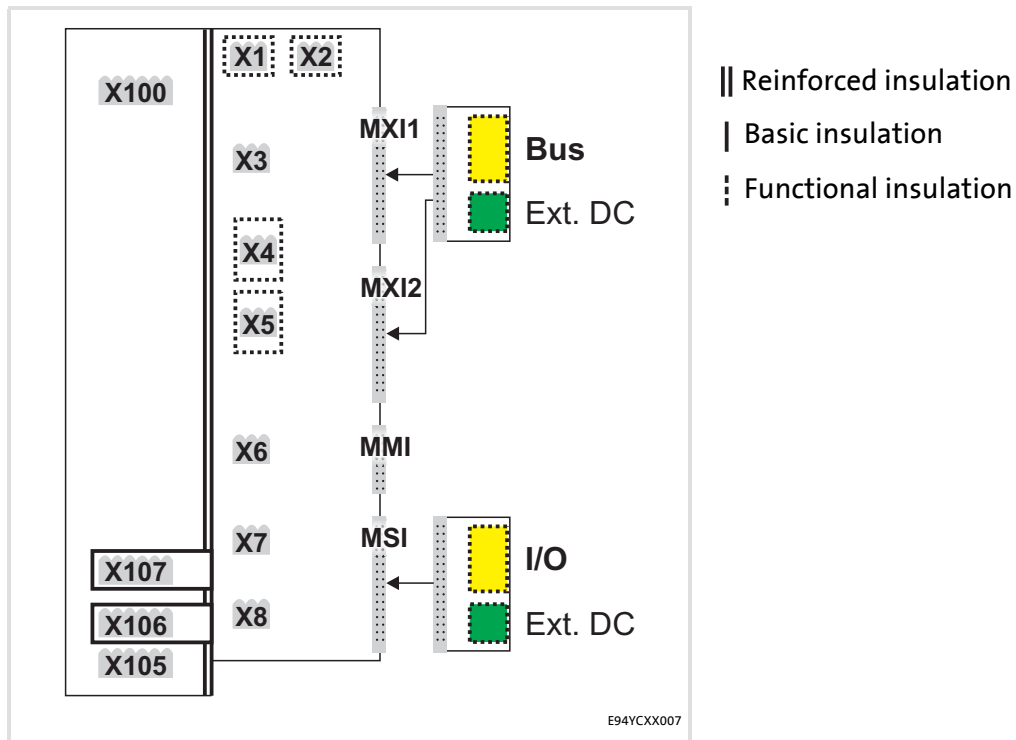 X1 X2
X100
MXI1
X3
Bus
Ext. DC
X4
MXI2
X5
X6
MMI
X7
MSI
I/O
X107
X8
X106
Ext. DC
X105
E94YCXX007
Reinforced insulation
Basic insulation
Functional insulation